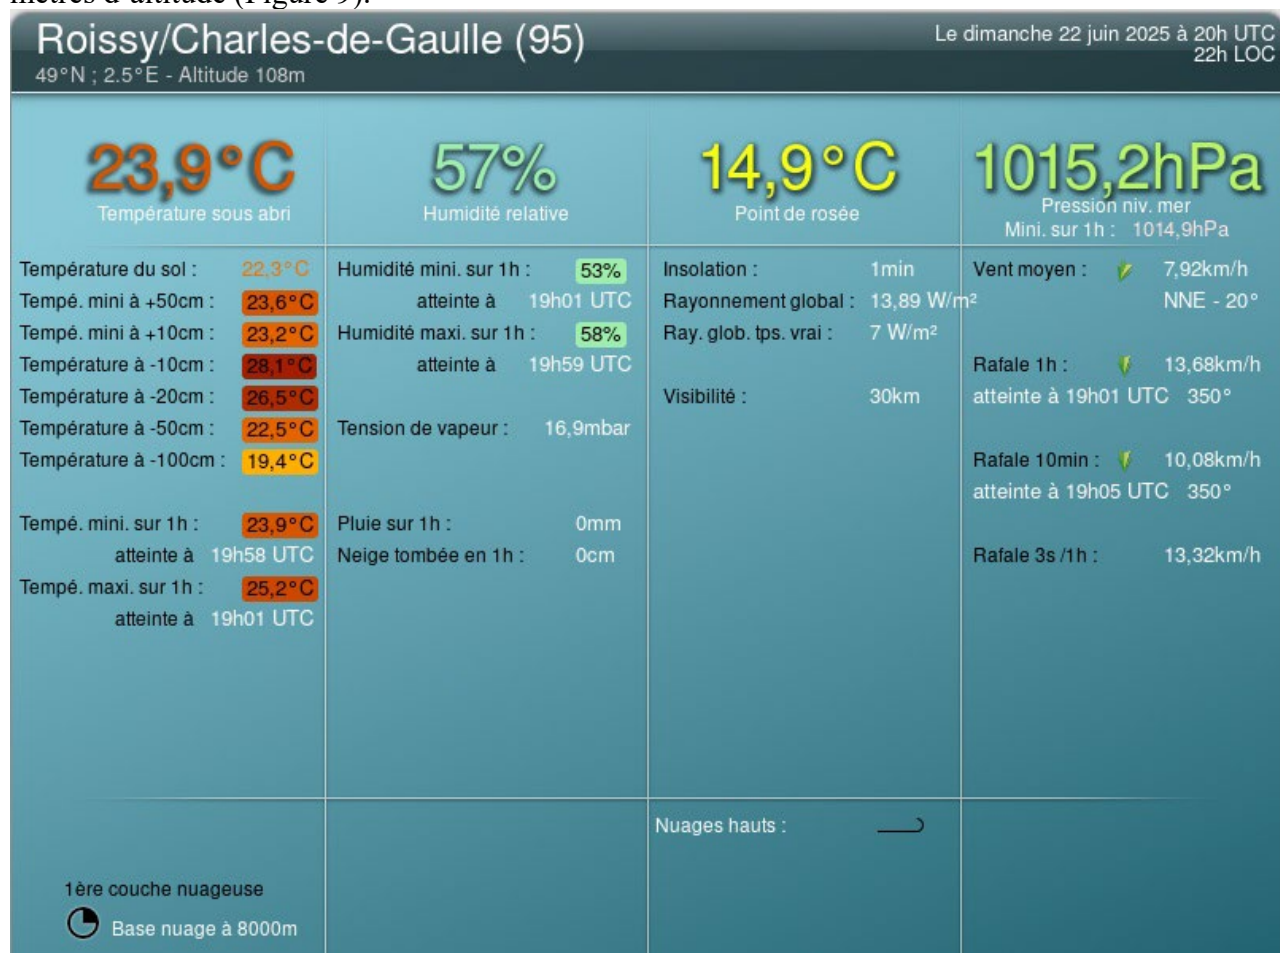 mètres d'altitude (Figure 9).
Roissy/Charles-de-Gaulle (95)
49°N ; 2.5°E - Altitude 108m
Le dimanche 22 juin 2025 à 20h UTC
22h LOC
23,9°C
Température sous abri
57%
Humidité relative
14,9°C
Point de rosée
1015,2hPa
Pression niv. mer
Mini. sur 1h : 1014,9hPa
Température du sol : 22,3°C
Tempé. mini à +50cm : 23,6°C
Tempé. mini à +10cm : 23,2°C
Température à -10cm : 28,1°C
Température à -20cm : 26,5°C
Température à -50cm : 22,5°C
Température à -100cm : 19,4°C
Tempé. mini. sur 1h : 23,9°C
atteinte à 19h58 UTC
Tempé. maxi. sur 1h : 25,2°C
atteinte à 19h01 UTC
Humidité mini. sur 1h : 53%
atteinte à 19h01 UTC
Humidité maxi. sur 1h : 58%
atteinte à 19h59 UTC
Tension de vapeur : 16,9mbar
Pluie sur 1h : 0mm
Neige tombée en 1h : 0cm
Insolation : 1min
Rayonnement global : 13,89 W/m²
Ray. glob. tps. vrai : 7 W/m²
Visibilité : 30km
Vent moyen : 7,92km/h
NNE - 20°
Rafale 1h : 13,68km/h
atteinte à 19h01 UTC 350°
Rafale 10min : 10,08km/h
atteinte à 19h05 UTC 350°
Rafale 3s /1h : 13,32km/h
1ère couche nuageuse
Base nuage à 8000m
Nuages hauts :